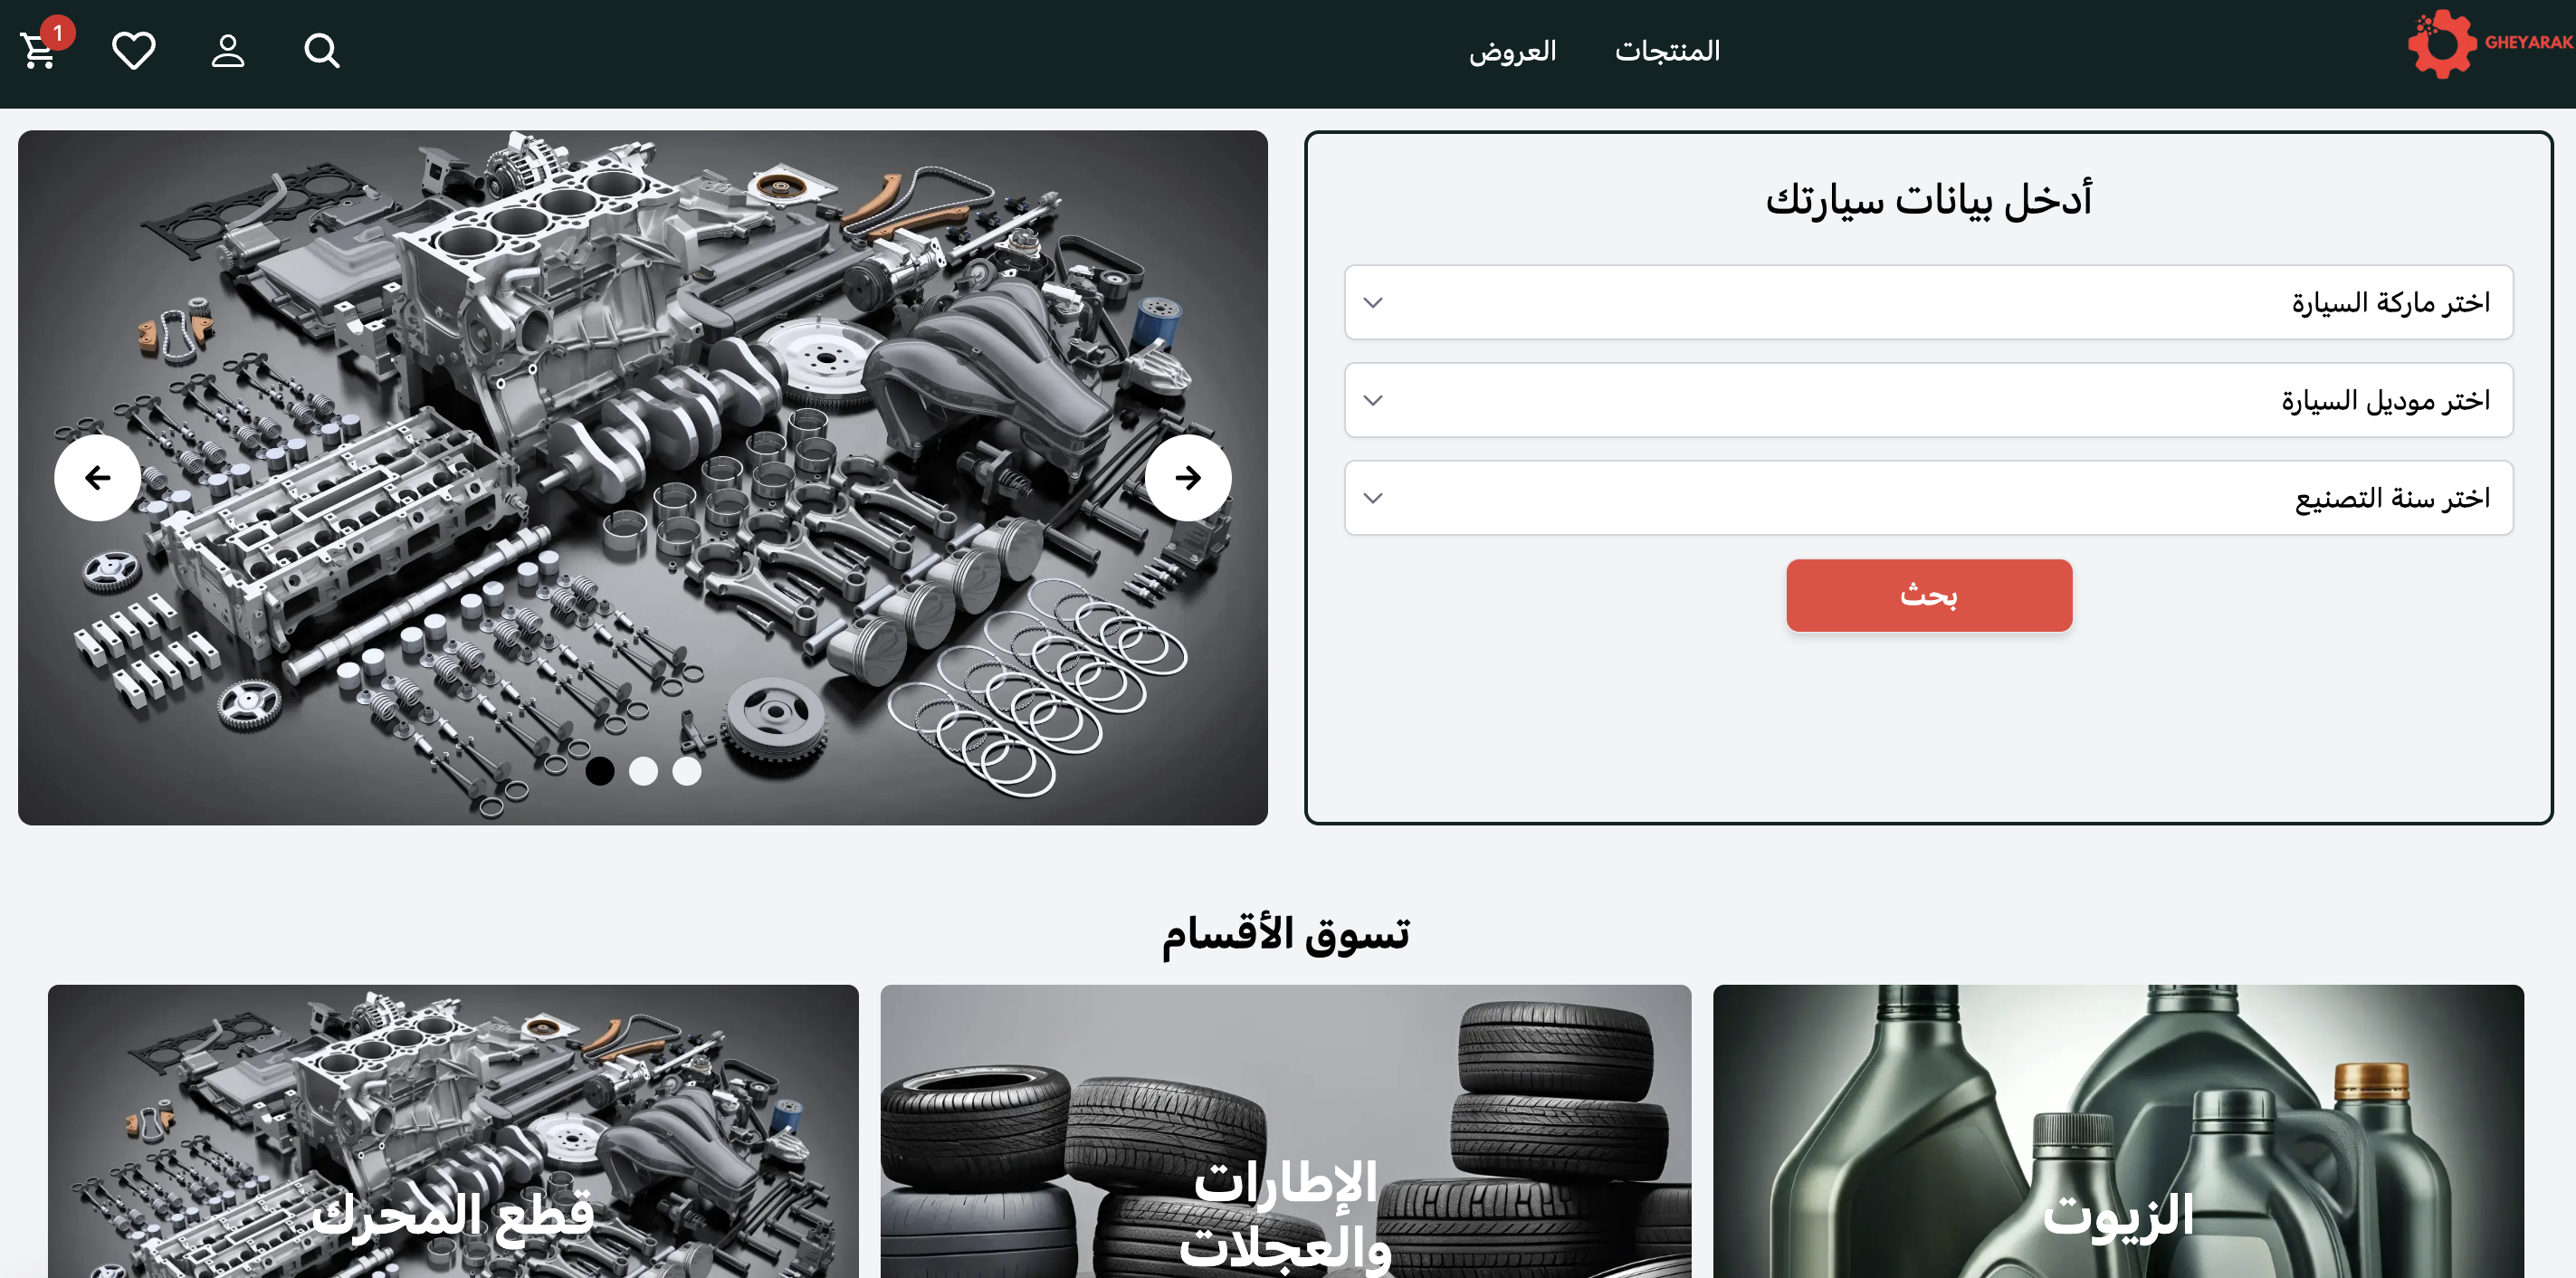 GHEYARAK
المنتجات
العروض
1
أدخل بيانات سيارتك
اختر ماركة السيارة
اختر موديل السيارة
اختر سنة التصنيع
بحث
تسوق الأقسام
الزيوت
الإطارات
والعجلات
قطع المحرك